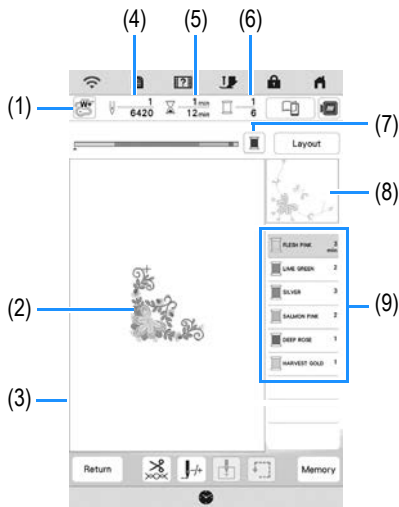 (4) (5) (6)
(1) W+ 1 6420 1 min 12 min 1 6
(7)
Layout
(8)
FLESH PINK 3 min
LIME GREEN 2
SILVER 3
(9)
(2)
SALMON PINK 2
DEEP ROSE 1
HARVEST GOLD 1
(3)
Return Memory